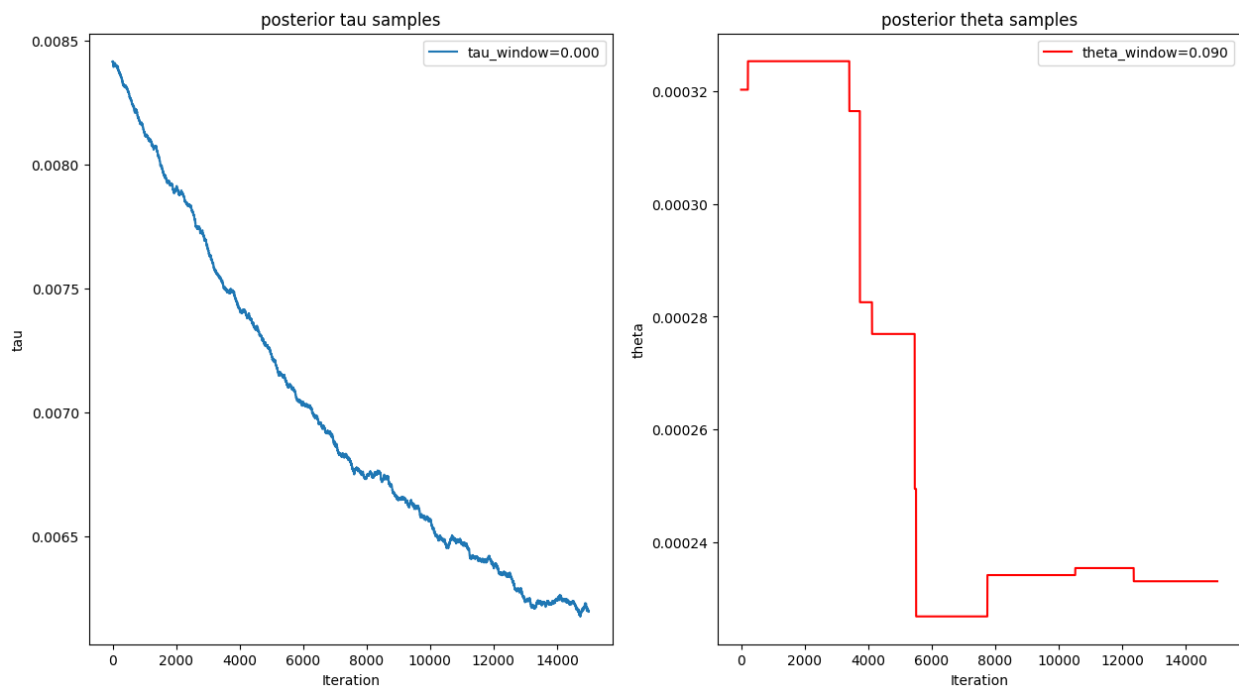 posterior tau samples
tau_window=0.000
0.0085
0.0080
0.0075
0.0070
0.0065
tau
0 2000 4000 6000 8000 10000 12000 14000
Iteration
posterior theta samples
theta_window=0.090
0.00032
0.00030
0.00028
0.00026
0.00024
theta
0 2000 4000 6000 8000 10000 12000 14000
Iteration